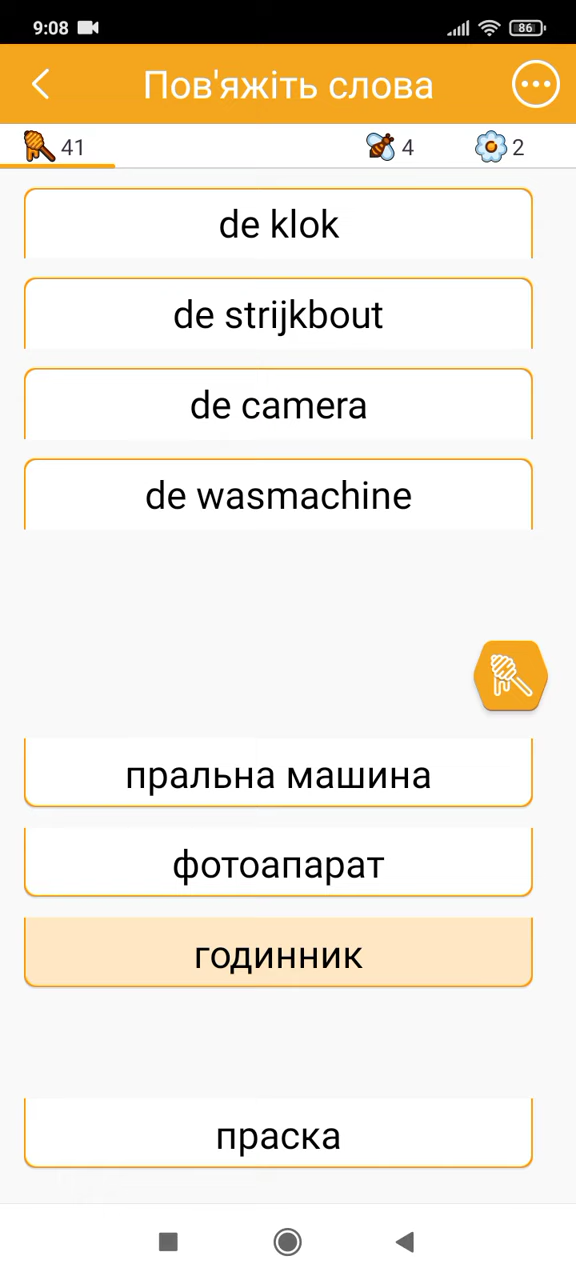 9:08 86
Пов'яжіть слова
41 4 2
de klok
de strijkbout
de camera
de wasmachine
пральна машина
фотоапарат
годинник
праска